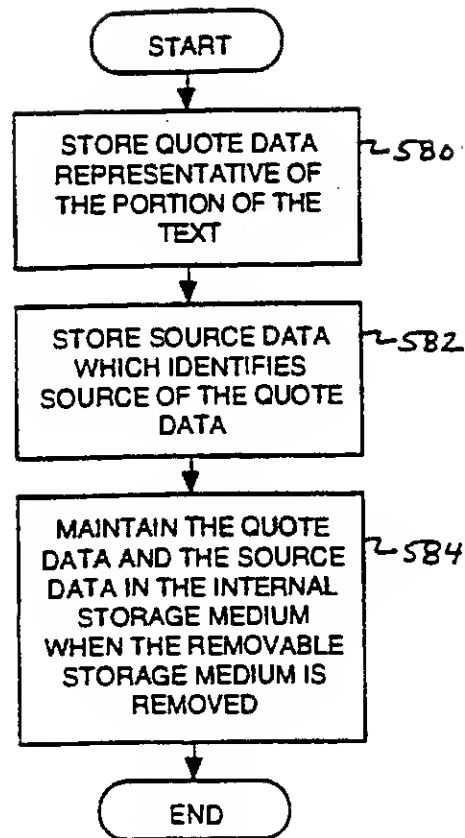 START
STORE QUOTE DATA
REPRESENTATIVE OF
THE PORTION OF THE
TEXT
580
STORE SOURCE DATA
WHICH IDENTIFIES
SOURCE OF THE QUOTE
DATA
582
MAINTAIN THE QUOTE
DATA AND THE SOURCE
DATA IN THE INTERNAL
STORAGE MEDIUM
WHEN THE REMOVABLE
STORAGE MEDIUM IS
REMOVED
584
END